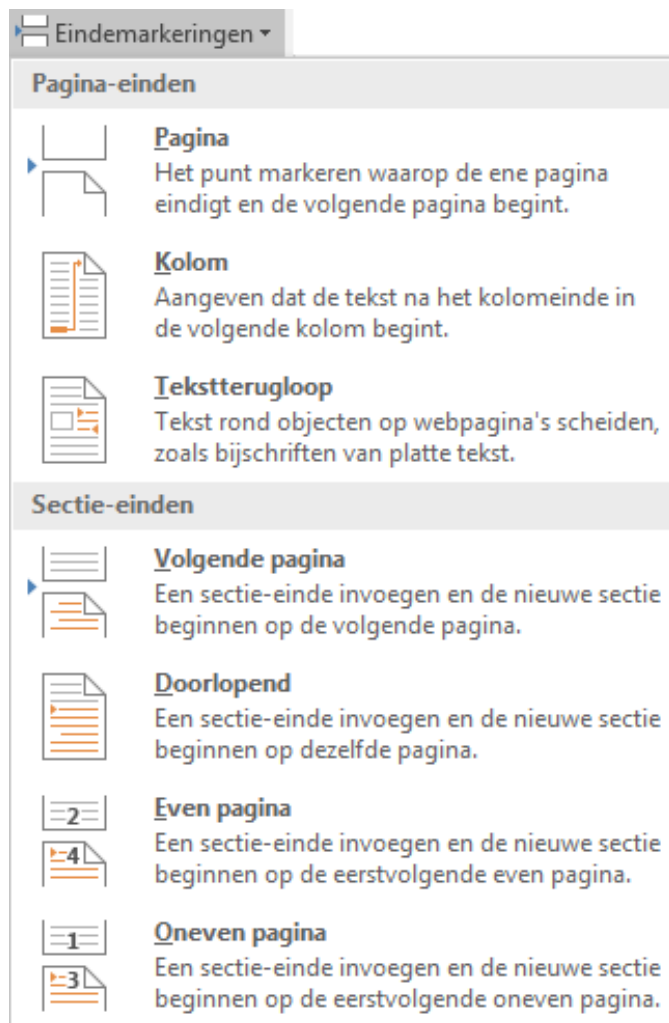 Eindemarkeringen
Pagina-einden
Pagina
Het punt markeren waarop de ene pagina
eindigt en de volgende pagina begint.
Kolom
Aangeven dat de tekst na het kolomeinde in
de volgende kolom begint.
Tekstterugloop
Tekst rond objecten op webpagina's scheiden,
zoals bijschriften van platte tekst.
Sectie-einden
Volgende pagina
Een sectie-einde invoegen en de nieuwe sectie
beginnen op de volgende pagina.
Doorlopend
Een sectie-einde invoegen en de nieuwe sectie
beginnen op dezelfde pagina.
2
Even pagina
4
Een sectie-einde invoegen en de nieuwe sectie
beginnen op de eerstvolgende even pagina.
1
Oneven pagina
3
Een sectie-einde invoegen en de nieuwe sectie
beginnen op de eerstvolgende oneven pagina.